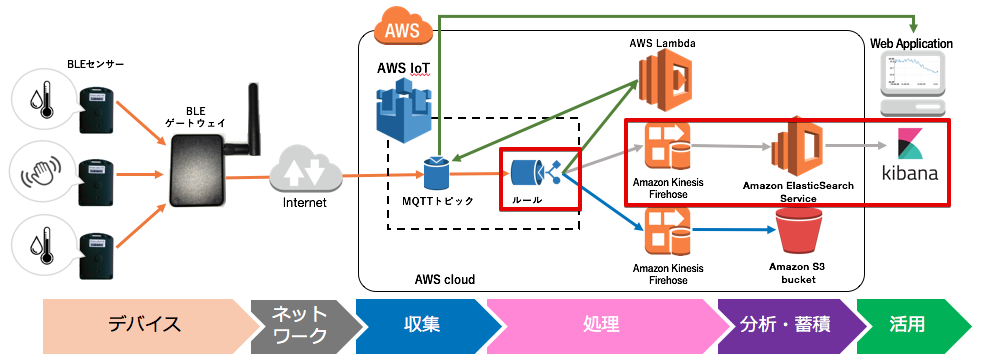 BLEセンサー
BLE
ゲートウェイ
Internet
AWS
AWS IoT
MQTTトピック
ルール
AWS Lambda
Web Application
Amazon Kinesis
Firehose
Amazon ElasticSearch
Service
kibana
Amazon Kinesis
Firehose
Amazon S3
bucket
AWS cloud
デバイス
ネット
ワーク
収集
処理
分析・蓄積
活用